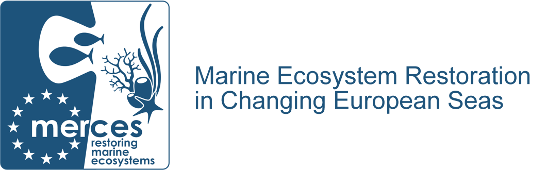 merces
restoring
marine
ecosystems
Marine Ecosystem Restoration
in Changing European Seas